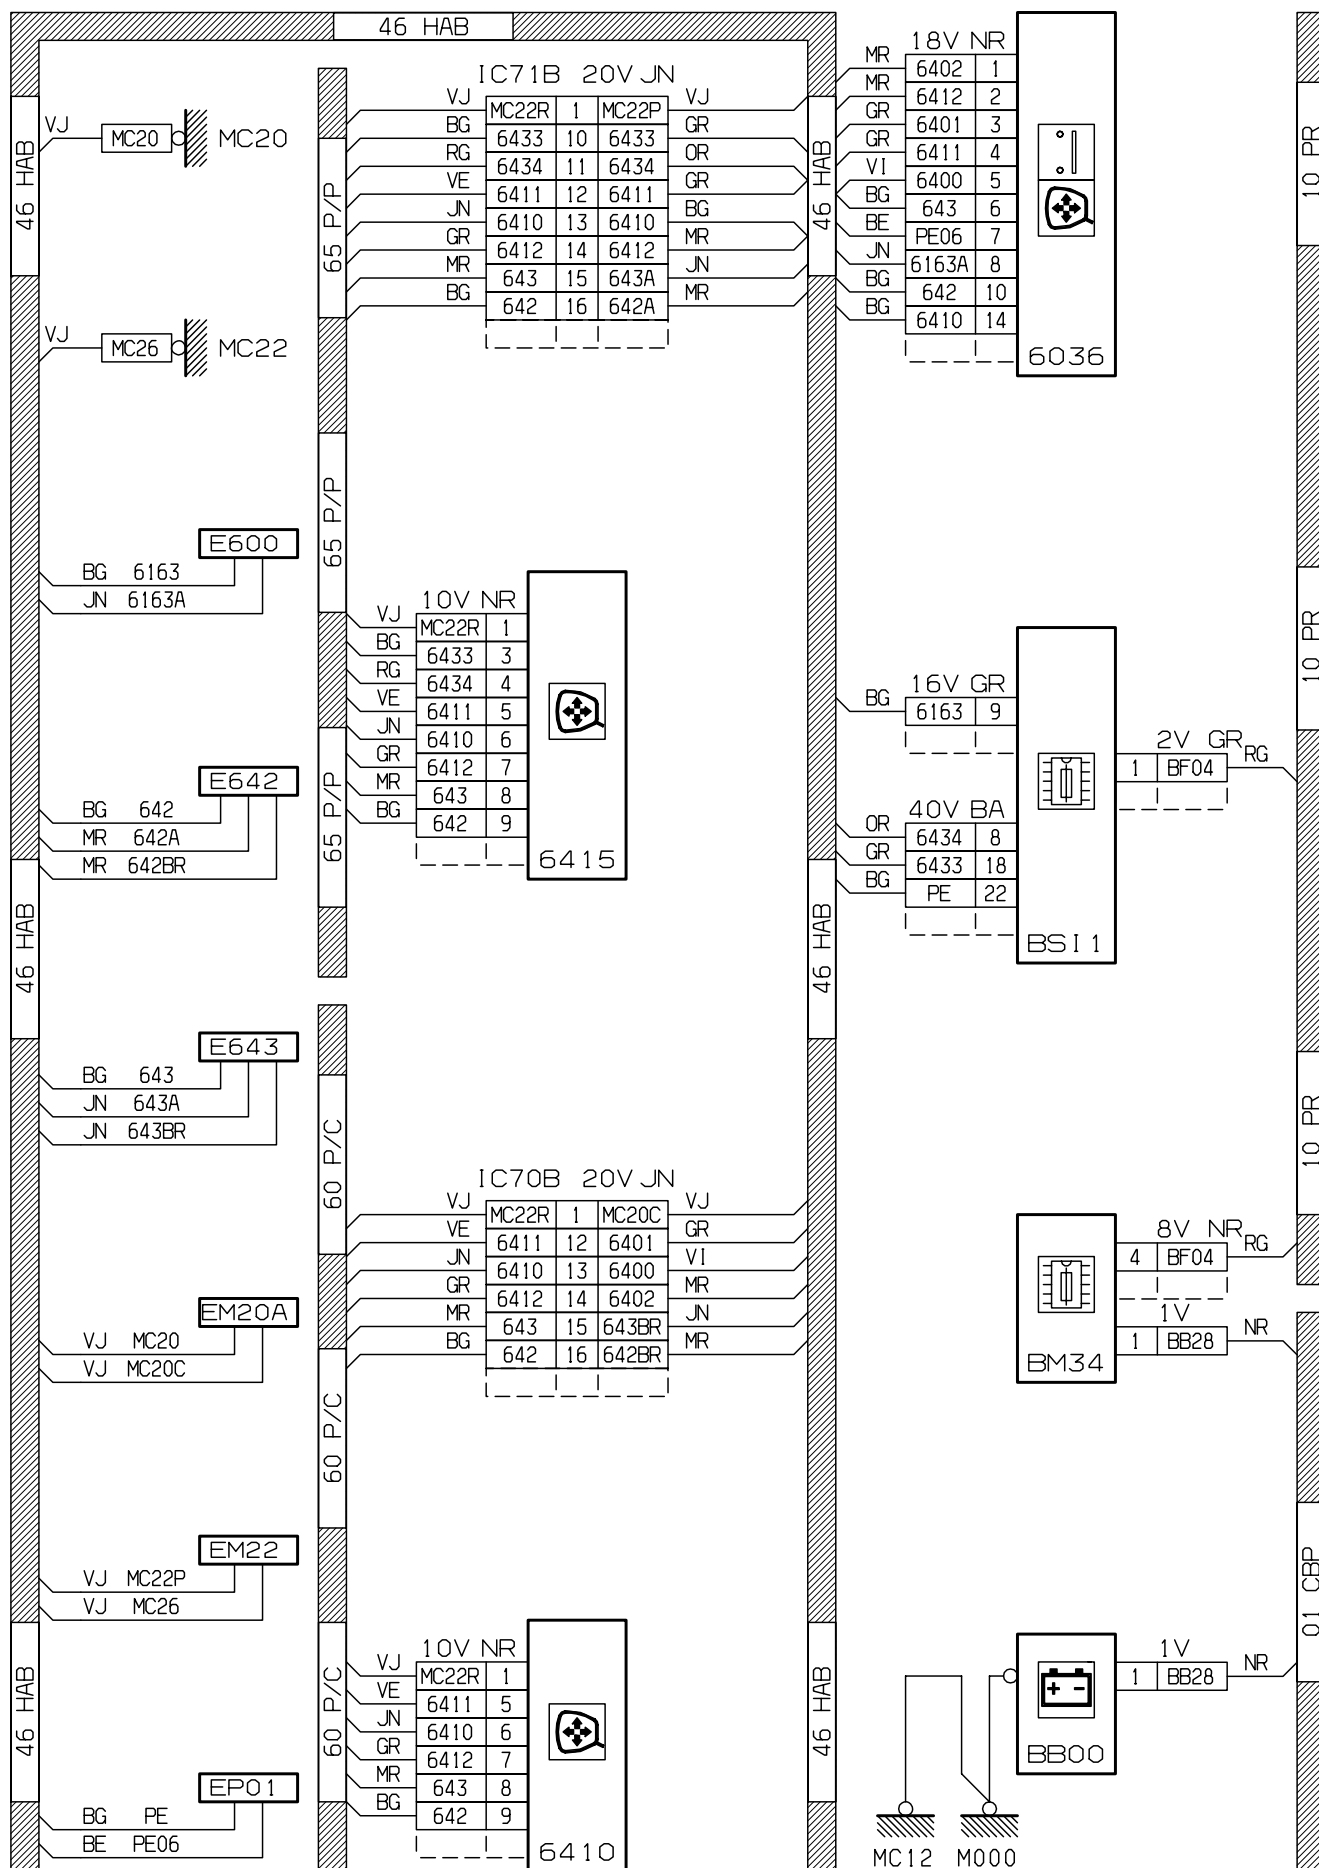 46 HAB
46 HAB
VJ MC20 MC20
VJ MC26 MC22
E600
BG 6163
JN 6163A
E642
BG 642
MR 642A
MR 642BR
46 HAB
E643
BG 643
JN 643A
JN 643BR
EM20A
VJ MC20
VJ MC20C
EM22
VJ MC22P
VJ MC26
46 HAB
EP01
BG PE
BE PE06
65 P/P
65 P/P
65 P/P
60 P/C
60 P/C
60 P/C
IC71B 20V JN
VJ MC22R 1 MC22P VJ
BG 6433 10 6433 GR
RG 6434 11 6434 OR
VE 6411 12 6411 GR
JN 6410 13 6410 BG
GR 6412 14 6412 MR
MR 643 15 643A JN
BG 642 16 642A MR
10V NR
VJ MC22R 1
BG 6433 3
RG 6434 4
VE 6411 5
JN 6410 6
GR 6412 7
MR 643 8
BG 642 9
6415
IC70B 20V JN
VJ MC22R 1 MC20C VJ
VE 6411 12 6401 GR
JN 6410 13 6400 VI
GR 6412 14 6402 MR
MR 643 15 643BR JN
BG 642 16 642BR MR
10V NR
VJ MC22R 1
VE 6411 5
JN 6410 6
GR 6412 7
MR 643 8
BG 642 9
6410
46 HAB
46 HAB
46 HAB
18V NR
MR 6402 1
MR 6412 2
GR 6401 3
GR 6411 4
VI 6400 5
BG 643 6
BE PE06 7
JN 6163A 8
BG 642 10
BG 6410 14
6036
16V GR
BG 6163 9
2V GR
1 BF04 RG
40V BA
OR 6434 8
GR 6433 18
BG PE 22
BSI1
8V NR
4 BF04 RG
1V
1 BB28 NR
BM34
1V
1 BB28 NR
+ -
BB00
MC12 M000
10 PR
10 PR
10 PR
01 CBP